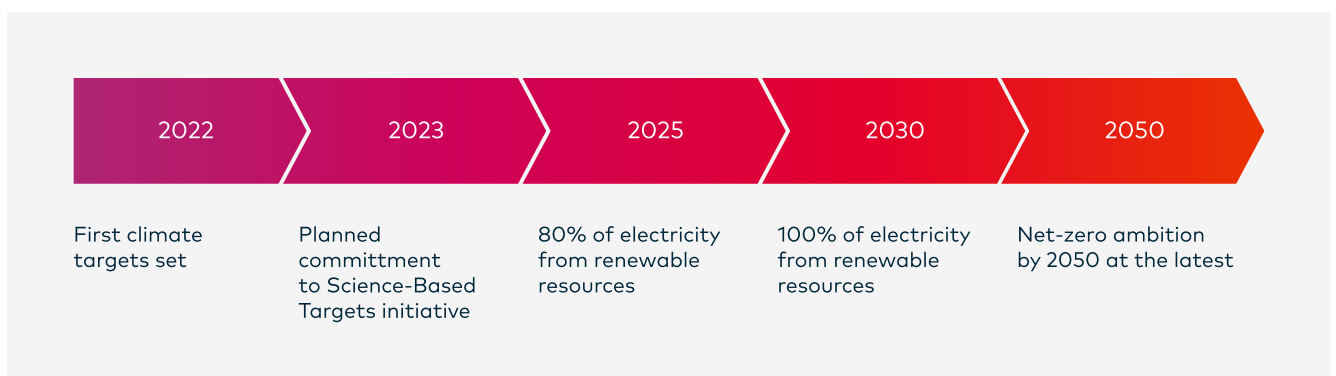 2022
2023
2025
2030
2050
First climate
targets set
Planned
committment
to Science-Based
Targets initiative
80% of electricity
from renewable
resources
100% of electricity
from renewable
resources
Net-zero ambition
by 2050 at the latest